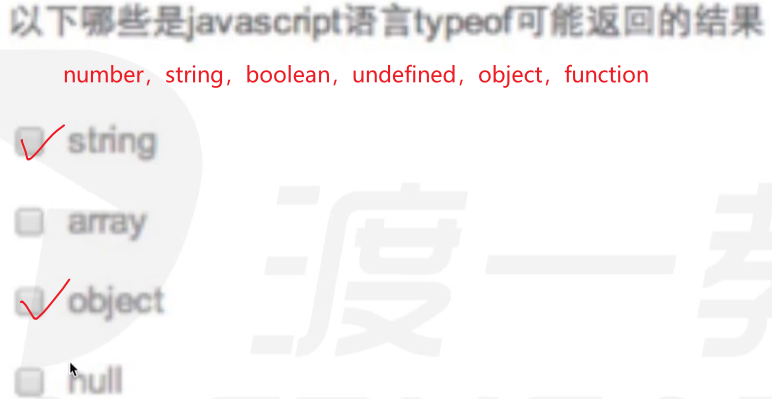 以下哪些是javascript语言typeof可能返回的结果
number，string，boolean，undefined，object，function
string
array
object
null
渡一教